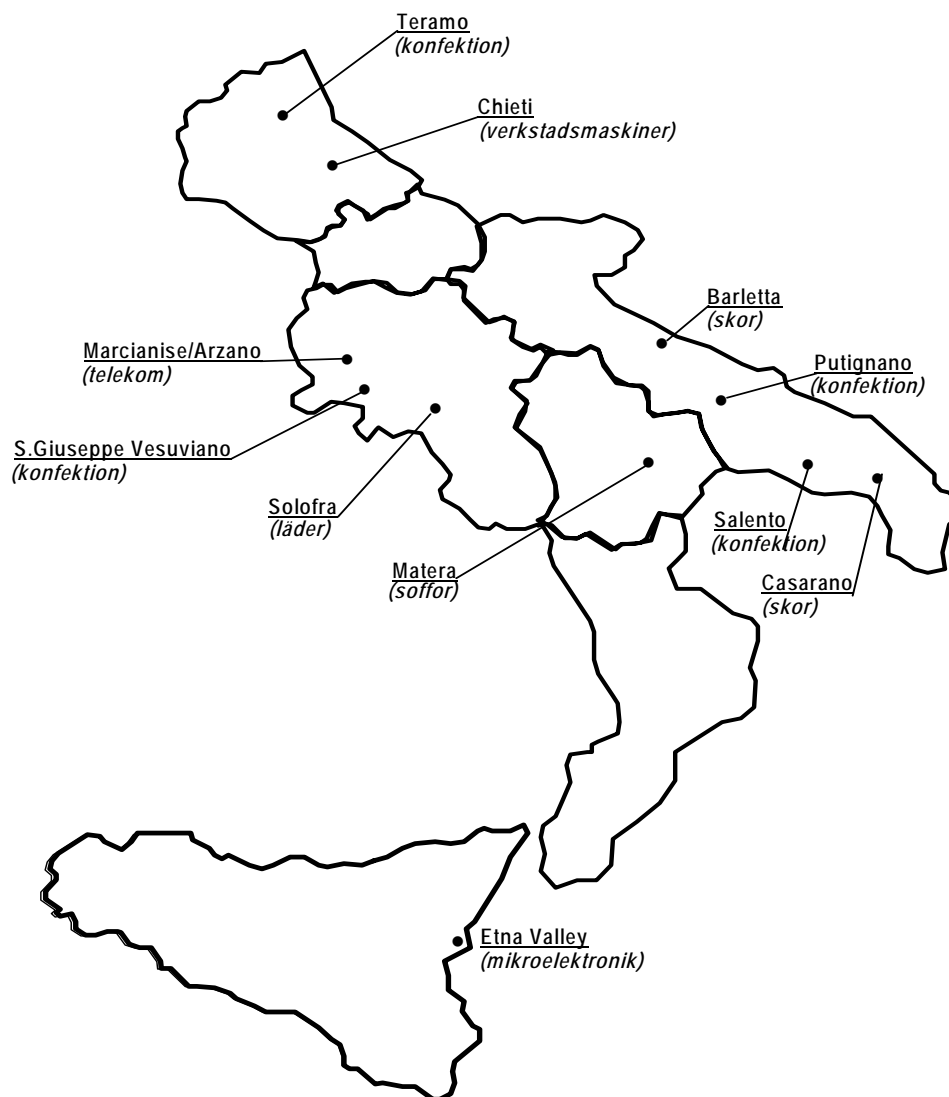 Teramo
(konfektion)
Chieti
(verkstadsmaskiner)
Barletta
(skor)
Marcianise/Arzano
(telekom)
Putignano
(konfektion)
S.Giuseppe Vesuviano
(konfektion)
Solofra
(läder)
Salento
(konfektion)
Matera
(soffor)
Casarano
(skor)
Etna Valley
(mikroelektronik)